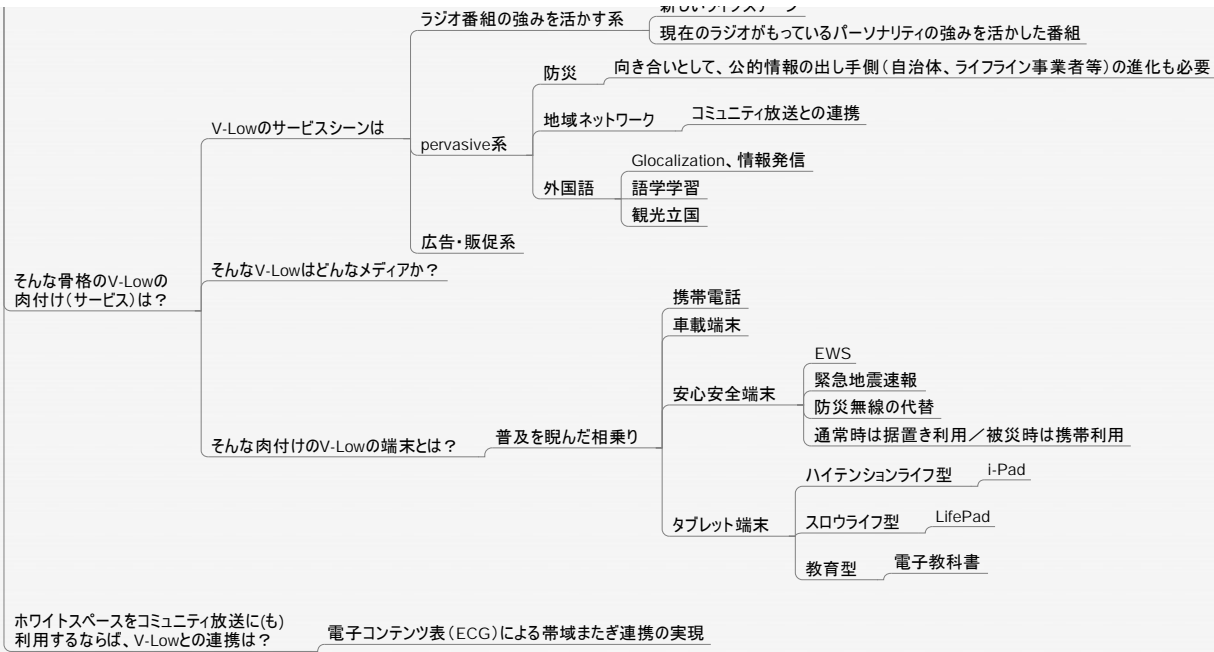 ラジオ番組の強みを活かす系
現在のラジオがもっているパーソナリティの強みを活かした番組
防災
向き合いとして、公的情報の出し手側(自治体、ライフライン事業者等)の進化も必要
V-Lowのサービスシーンは
pervasive系
地域ネットワーク
コミュニティ放送との連携
外国語
Glocalization、情報発信
語学学習
観光立国
広告・販促系
そんな骨格のV-Lowの
肉付け(サービス)は?
そんなV-Lowはどんなメディアか?
そんな肉付けのV-Lowの端末とは?
普及を睨んだ相乗り
携帯電話
車載端末
安心安全端末
EWS
緊急地震速報
防災無線の代替
通常時は据置き利用/被災時は携帯利用
タブレット端末
ハイテンションライフ型
i-Pad
スロウライフ型
LifePad
教育型
電子教科書
ホワイトスペースをコミュニティ放送に(も)
利用するならば、V-Lowとの連携は?
電子コンテンツ表(ECG)による帯域またぎ連携の実現